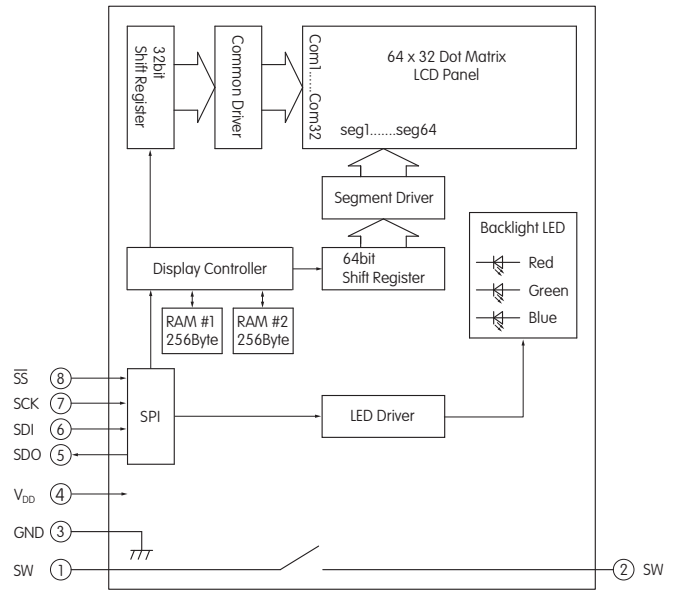 32bit
Shift Register
Common Driver
Com1......Com32
64 x 32 Dot Matrix
LCD Panel
seg1.......seg64
Segment Driver
Backlight LED
Red
Green
Blue
Display Controller
64bit
Shift Register
RAM #1
256Byte
RAM #2
256Byte
SS 8
SCK 7
SDI 6
SDO 5
SPI
LED Driver
VDD 4
GND 3
SW 1
2 SW